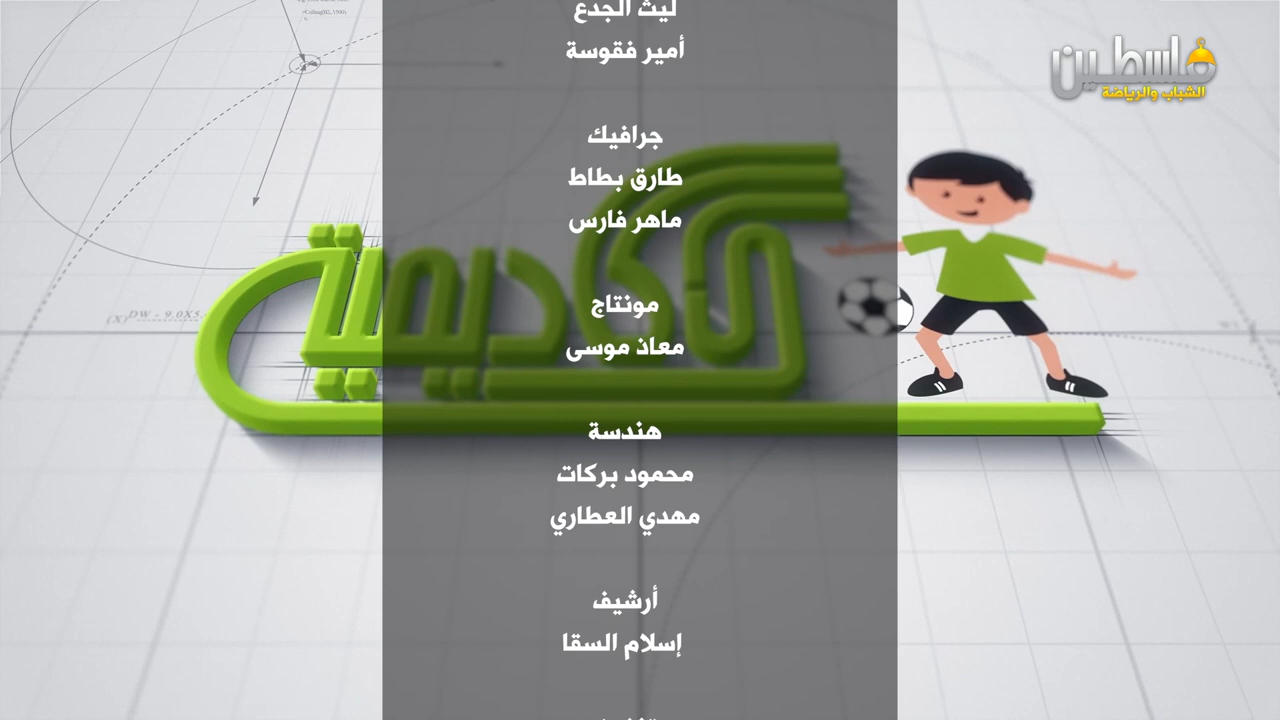 ليث الجدع
أمير فقوسة
جرافيك
طارق بطاط
ماهر فارس
مونتاج
معاذ موسى
هندسة
محمود بركات
مهدي العطاري
أرشيف
إسلام السقا
فلسطين
الشباب والرياضة
أكاديمية